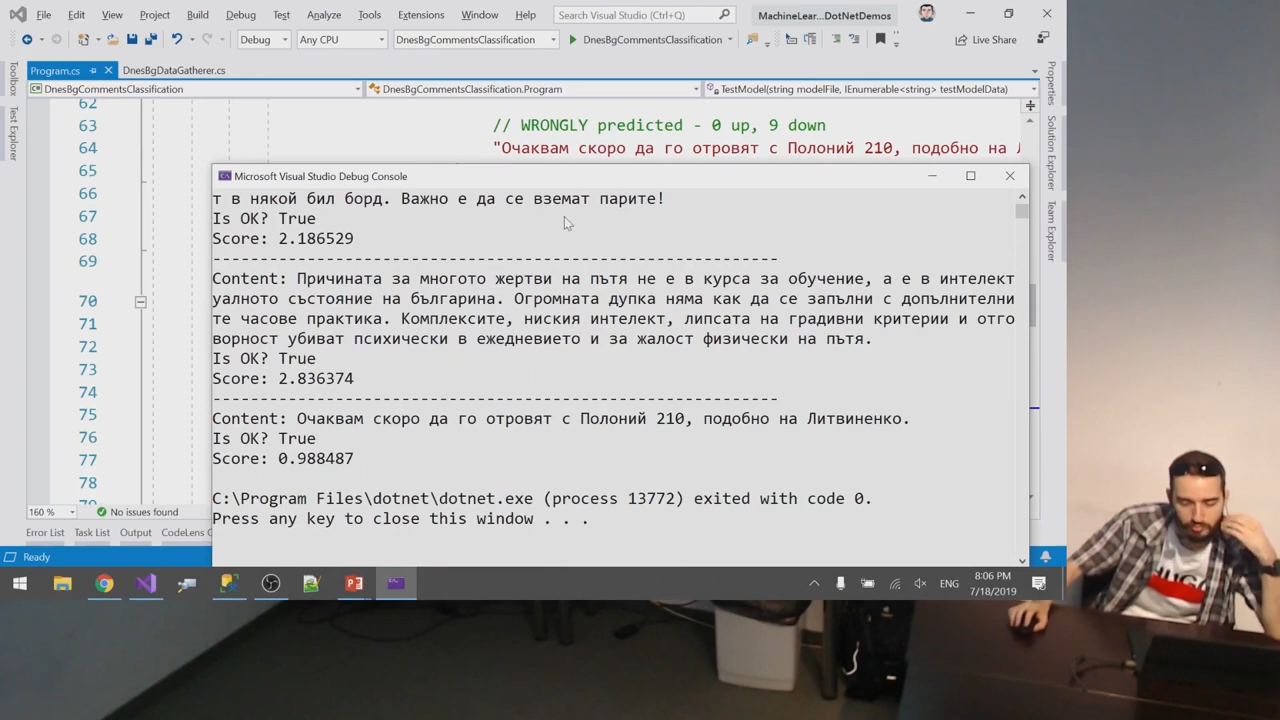 File Edit View Project Build Debug Test Analyze Tools Extensions Window Help Search Visual Studio (Ctrl+Q) MachineLear...DotNetDemos
Debug Any CPU DnesBgCommentsClassification DnesBgCommentsClassification Live Share
Program.cs DnesBgDataGatherer.cs
DnesBgCommentsClassification DnesBgCommentsClassification.Program TestModel(string modelFile, IEnumerable<string> testModelData)
Toolbox
Test Explorer
Properties
Solution Explorer
Team Explorer
62
63 // WRONGLY predicted - 0 up, 9 down
64 "Очаквам скоро да го отровят с Полоний 210, подобно на
65
66
67
68
69
70
71
72
73
74
75
76
77
78
Microsoft Visual Studio Debug Console
т в някой бил борд. Важно е да се вземат парите!
Is OK? True
Score: 2.186529
------------------------------------------------------------
Content: Причината за многото жертви на пътя не е в курса за обучение, а е в интелект
уалното състояние на българина. Огромната дупка няма как да се запълни с допълнителни
те часове практика. Комплексите, ниския интелект, липсата на градивни критерии и отго
ворност убиват психически в ежедневието и за жалост физически на пътя.
Is OK? True
Score: 2.836374
------------------------------------------------------------
Content: Очаквам скоро да го отровят с Полоний 210, подобно на Литвиненко.
Is OK? True
Score: 0.988487
C:\Program Files\dotnet\dotnet.exe (process 13772) exited with code 0.
Press any key to close this window . . .
160 % No issues found
Error List Task List Output CodeLens
Ready
ENG
8:06 PM
7/18/2019